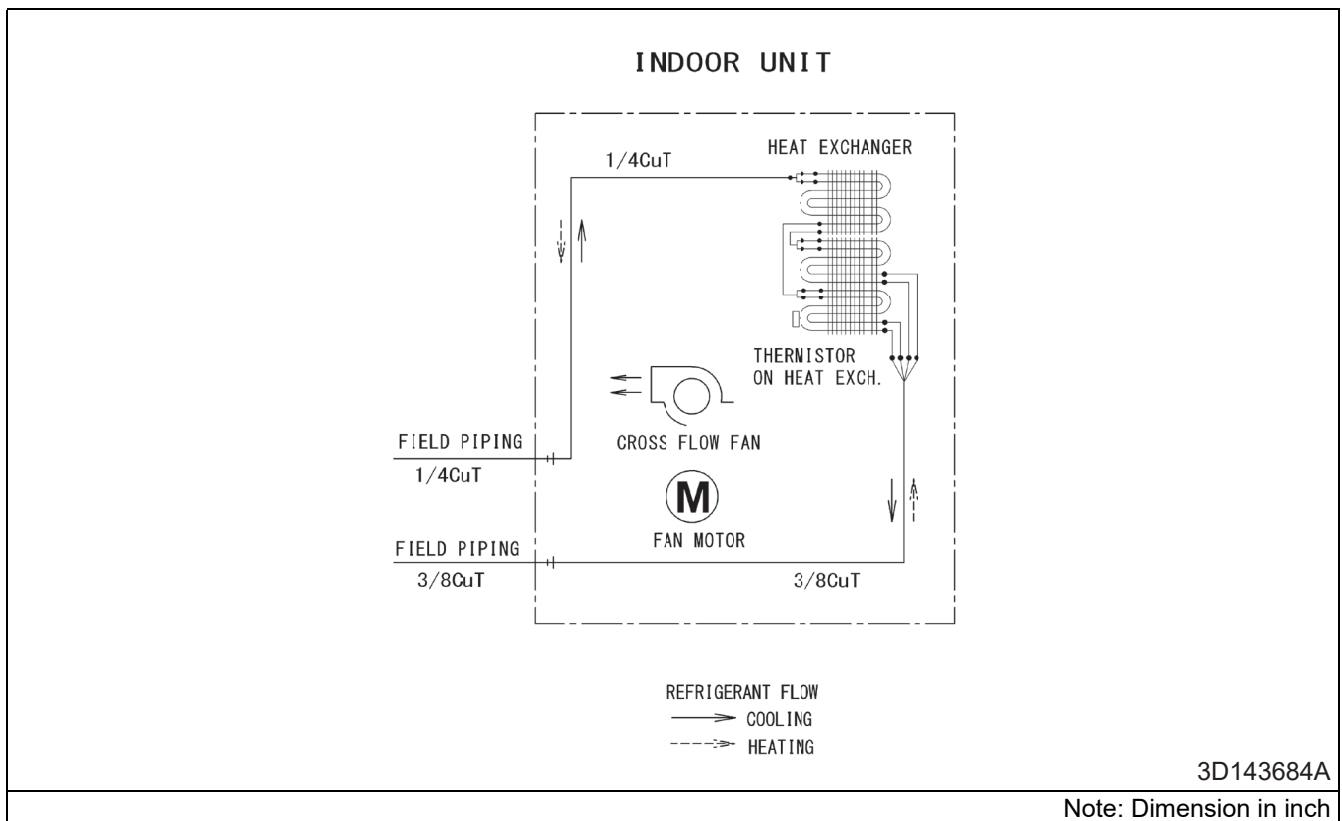 INDOOR UNIT
HEAT EXCHANGER
1/4CuT
THERNISTOR
ON HEAT EXCH.
FIELD PIPING
1/4CuT
CROSS FLOW FAN
M
FAN MOTOR
FIELD PIPING
3/8CuT
3/8CuT
REFRIGERANT FLOW
COOLING
HEATING
3D143684A
Note: Dimension in inch